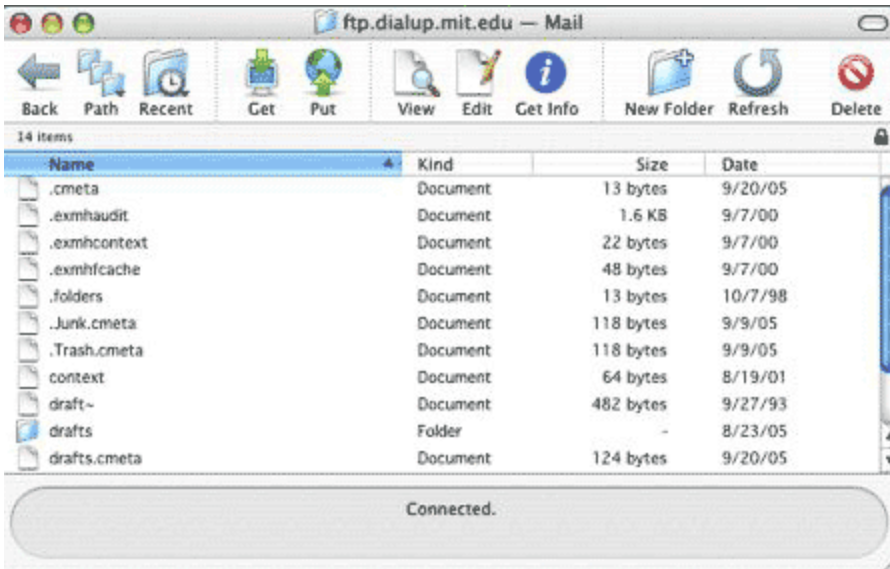 ftp.dialup.mit.edu — Mail
Back Path Recent Get Put View Edit Get Info New Folder Refresh Delete
14 items
Name Kind Size Date
.cmeta Document 13 bytes 9/20/05
.exmhaudit Document 1.6 KB 9/7/00
.exmhcontext Document 22 bytes 9/7/00
.exmhfcache Document 48 bytes 9/7/00
.folders Document 13 bytes 10/7/98
.Junk.cmeta Document 118 bytes 9/9/05
.Trash.cmeta Document 118 bytes 9/9/05
context Document 64 bytes 8/19/01
draft~ Document 482 bytes 9/27/93
drafts Folder - 8/23/05
drafts.cmeta Document 124 bytes 9/20/05
Connected.